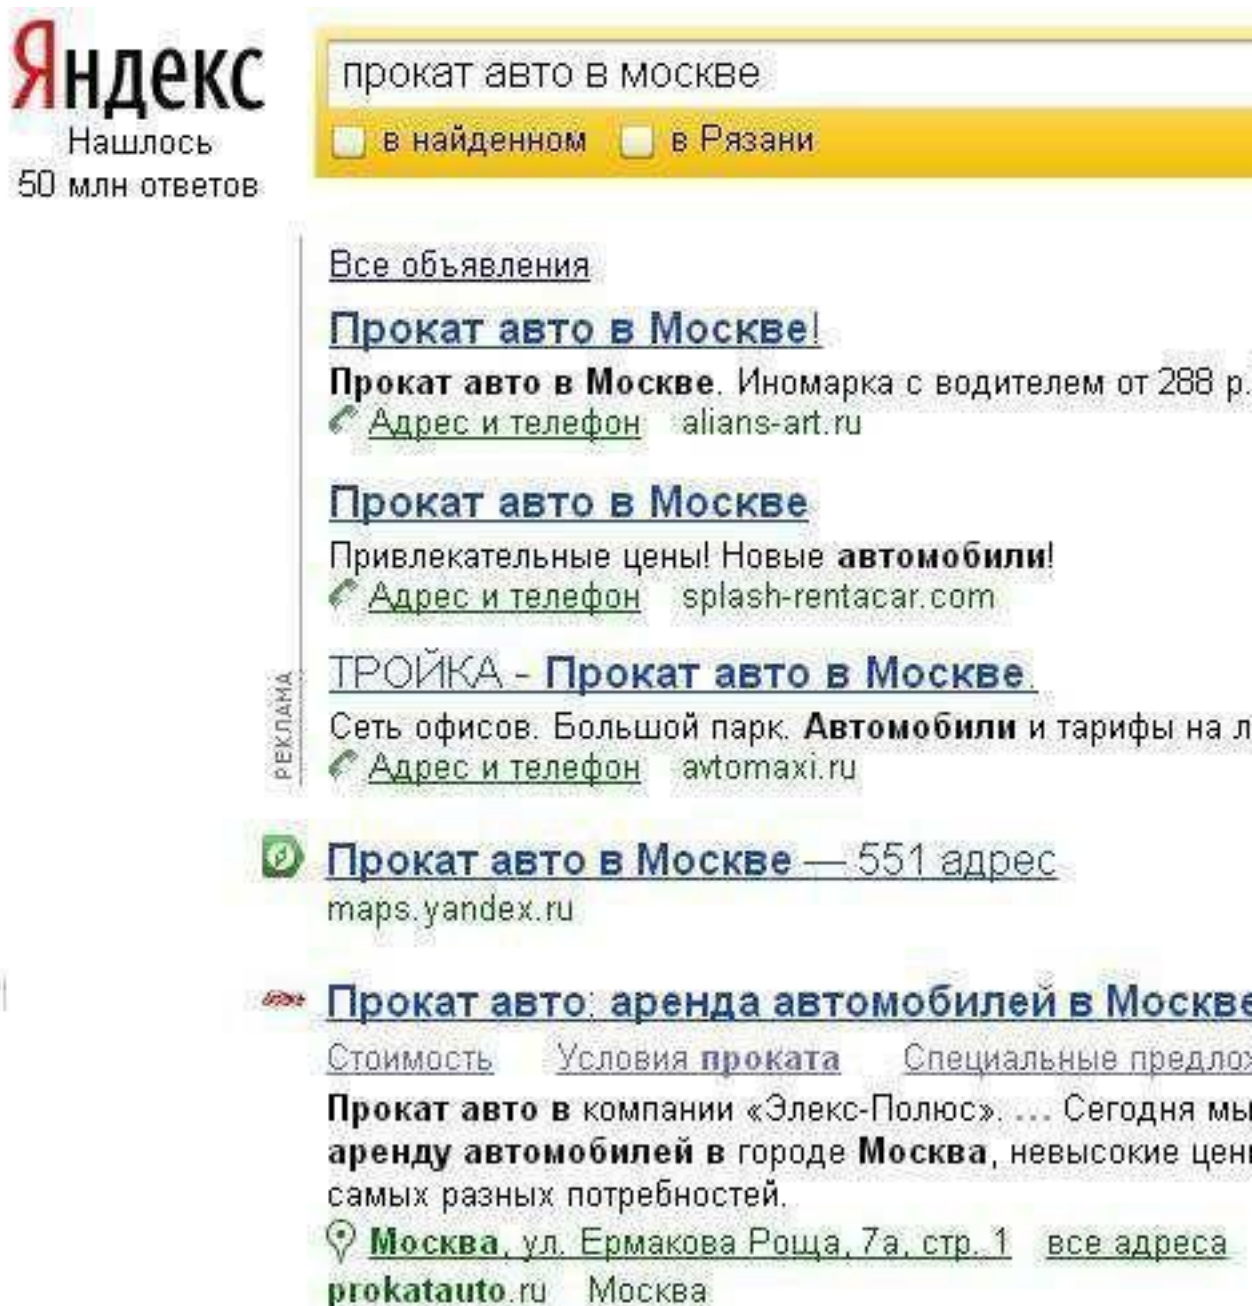 Яндекс
Нашлось
50 млн ответов
прокат авто в москве
в найденном в Рязани
Все объявления
Прокат авто в Москве!
Прокат авто в Москве. Иномарка с водителем от 288 р.
Адрес и телефон alians-art.ru
Прокат авто в Москве
Привлекательные цены! Новые автомобили!
Адрес и телефон splash-rentacar.com
ТРОЙКА - Прокат авто в Москве.
Сеть офисов. Большой парк. Автомобили и тарифы на л
Адрес и телефон avtomaxi.ru
РЕКЛАМА
Прокат авто в Москве — 551 адрес
maps.yandex.ru
Прокат авто: аренда автомобилей в Москве
Стоимость Условия проката Специальные предлож
Прокат авто в компании «Элекс-Полюс». ... Сегодня мы
аренду автомобилей в городе Москва, невысокие цены
самых разных потребностей.
Москва, ул. Ермакова Роща, 7а, стр. 1 все адреса
prokatauto.ru Москва